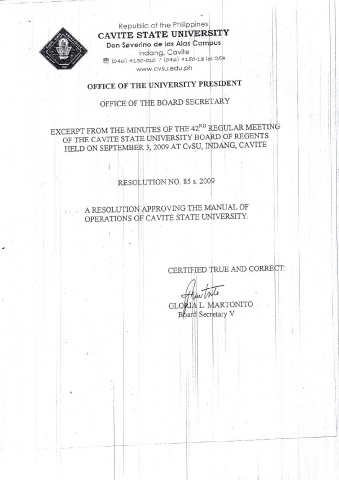 Republic of the Philippines
CAVITE STATE UNIVERSITY
Don Severino de las Alas Campus
Indang, Cavite
☎ (046) 4150-010 / (046) 4150-13 loc 253
www.cvsu.edu.ph
OFFICE OF THE UNIVERSITY PRESIDENT
OFFICE OF THE BOARD SECRETARY
EXCERPT FROM THE MINUTES OF THE 42ND REGULAR MEETING
OF THE CAVITE STATE UNIVERSITY BOARD OF REGENTS
HELD ON SEPTEMBER 3, 2009 AT CvSU, INDANG, CAVITE
RESOLUTION NO. 85 s. 2009
A RESOLUTION APPROVING THE MANUAL OF
OPERATIONS OF CAVITE STATE UNIVERSITY.
CERTIFIED TRUE AND CORRECT:
GLORIA L. MARTONITO
Board Secretary V